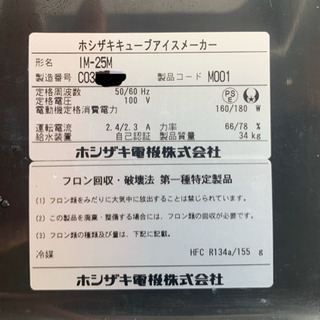 ホシザキキューブアイスメーカー
形名 IM-25M
製造番号 C03 製品コード M001
定格周波数 50/60 Hz
定格電圧 100 V
電動機定格消費電力 160/180 W
運転電流 2.4/2.3 A 力率 66/78 %
給水装置 自己認証 製品質量 34 kg
ホシザキ電機株式会社
フロン回収・破壊法 第一種特定製品
(1) フロン類をみだりに大気中に放出することは禁じられています。
(2) この製品を廃棄・整備する場合には、フロン類の回収が必要です。
(3) フロン類の種類及び量は、下記に記載。
冷媒 HFC R134a/155 g
ホシザキ電機株式会社